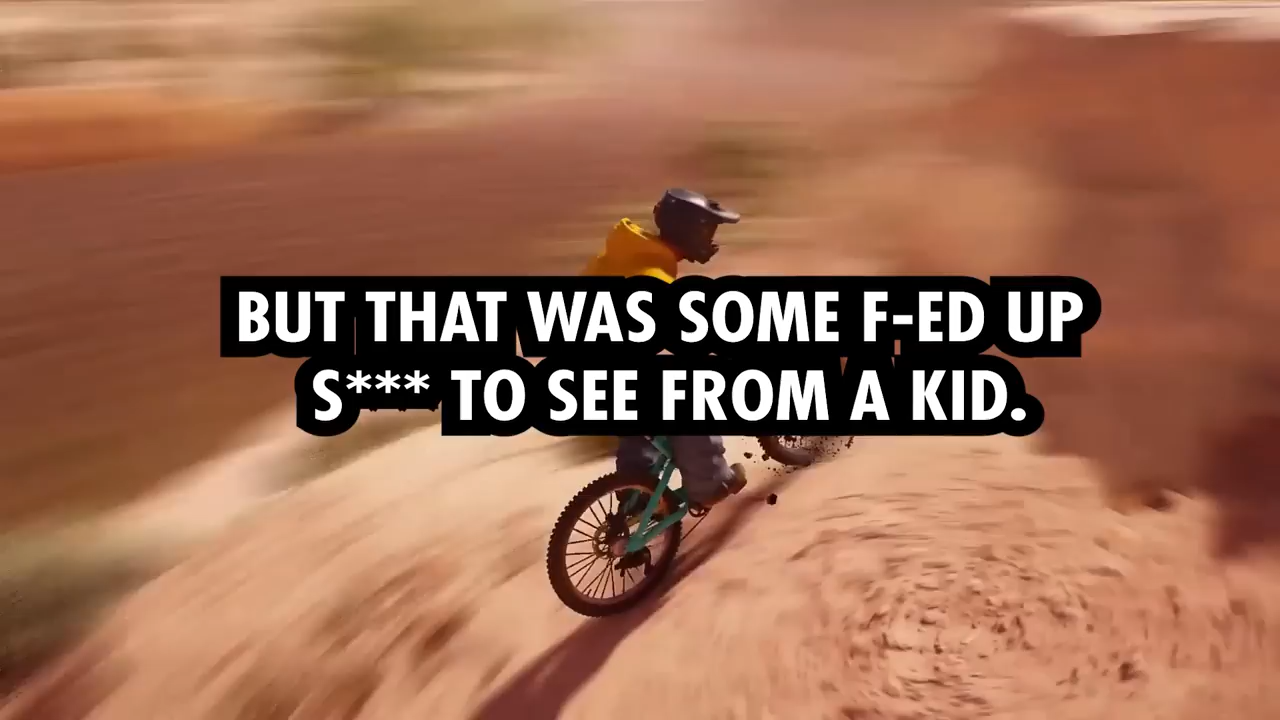 BUT THAT WAS SOME F-ED UP
S*** TO SEE FROM A KID.